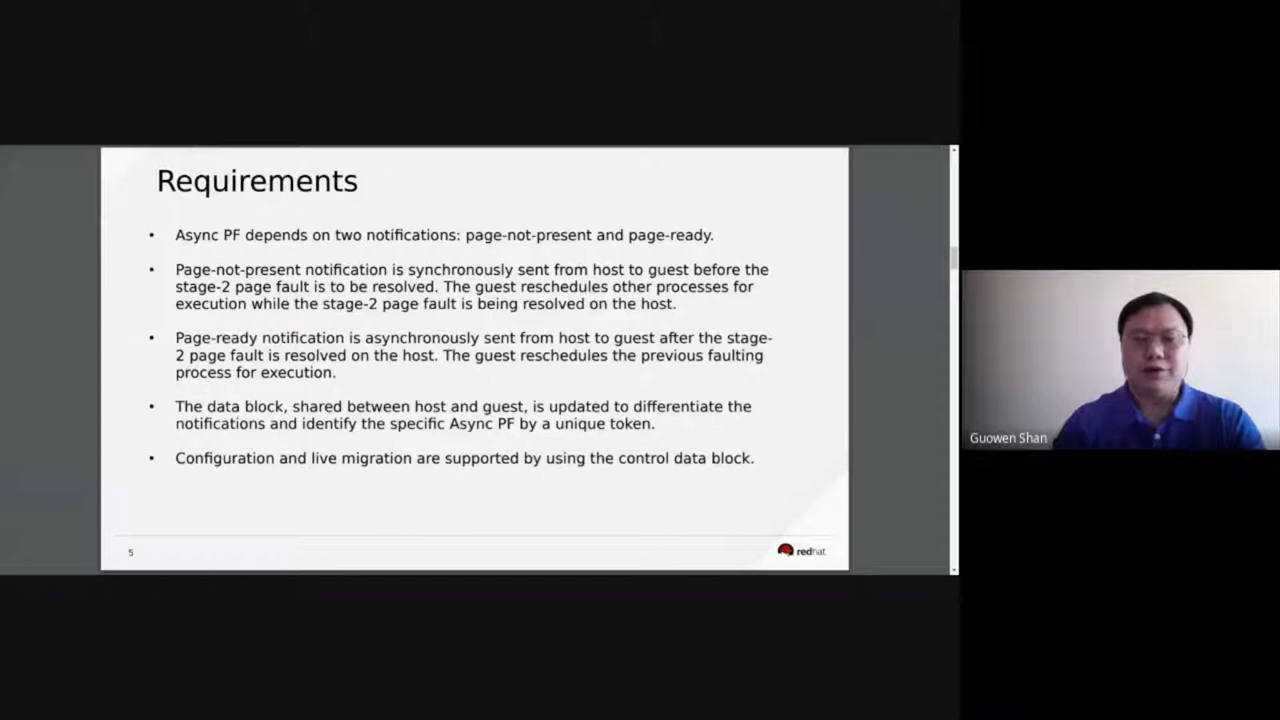 Requirements
• Async PF depends on two notifications: page-not-present and page-ready.
• Page-not-present notification is synchronously sent from host to guest before the
stage-2 page fault is to be resolved. The guest reschedules other processes for
execution while the stage-2 page fault is being resolved on the host.
• Page-ready notification is asynchronously sent from host to guest after the stage-
2 page fault is resolved on the host. The guest reschedules the previous faulting
process for execution.
• The data block, shared between host and guest, is updated to differentiate the
notifications and identify the specific Async PF by a unique token.
• Configuration and live migration are supported by using the control data block.
5
redhat
Guowen Shan